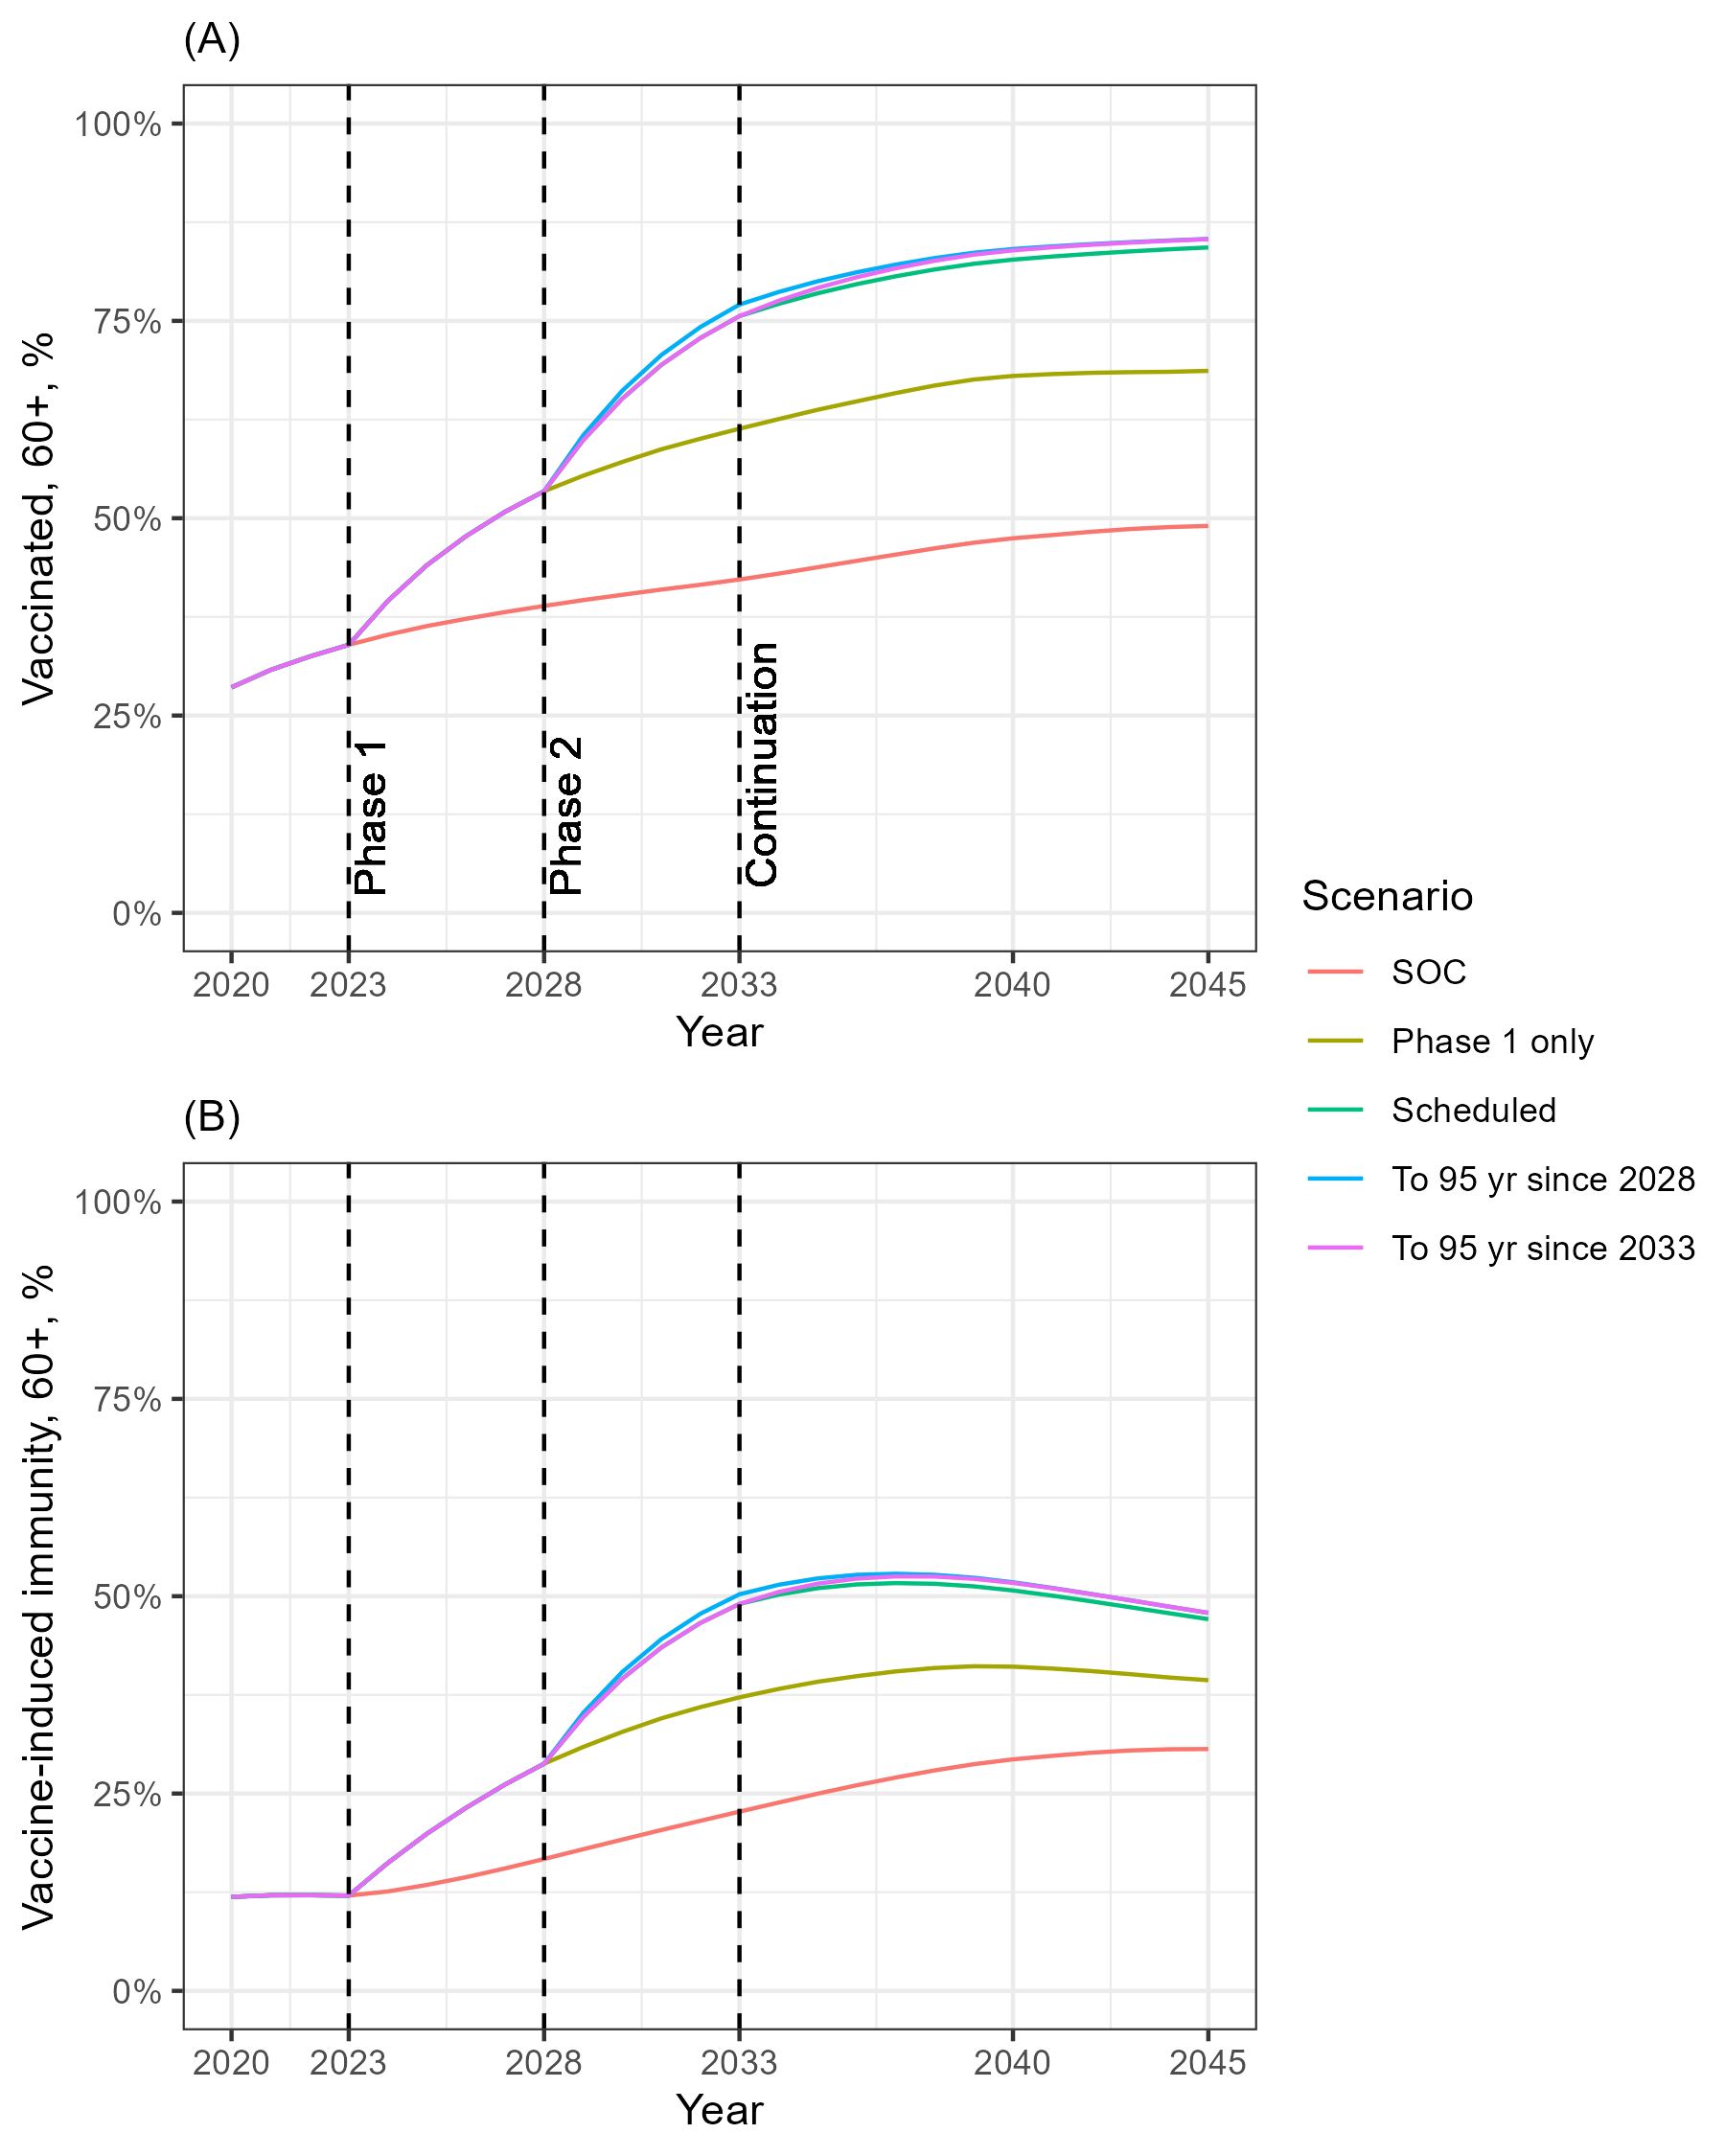 (A)
Vaccinated, 60+, %
100%
75%
50%
25%
0%
Phase 1
Phase 2
Continuation
2020
2023
2028
2033
2040
2045
Year
Scenario
SOC
Phase 1 only
Scheduled
To 95 yr since 2028
To 95 yr since 2033
(B)
Vaccine-induced immunity, 60+, %
100%
75%
50%
25%
0%
2020
2023
2028
2033
2040
2045
Year